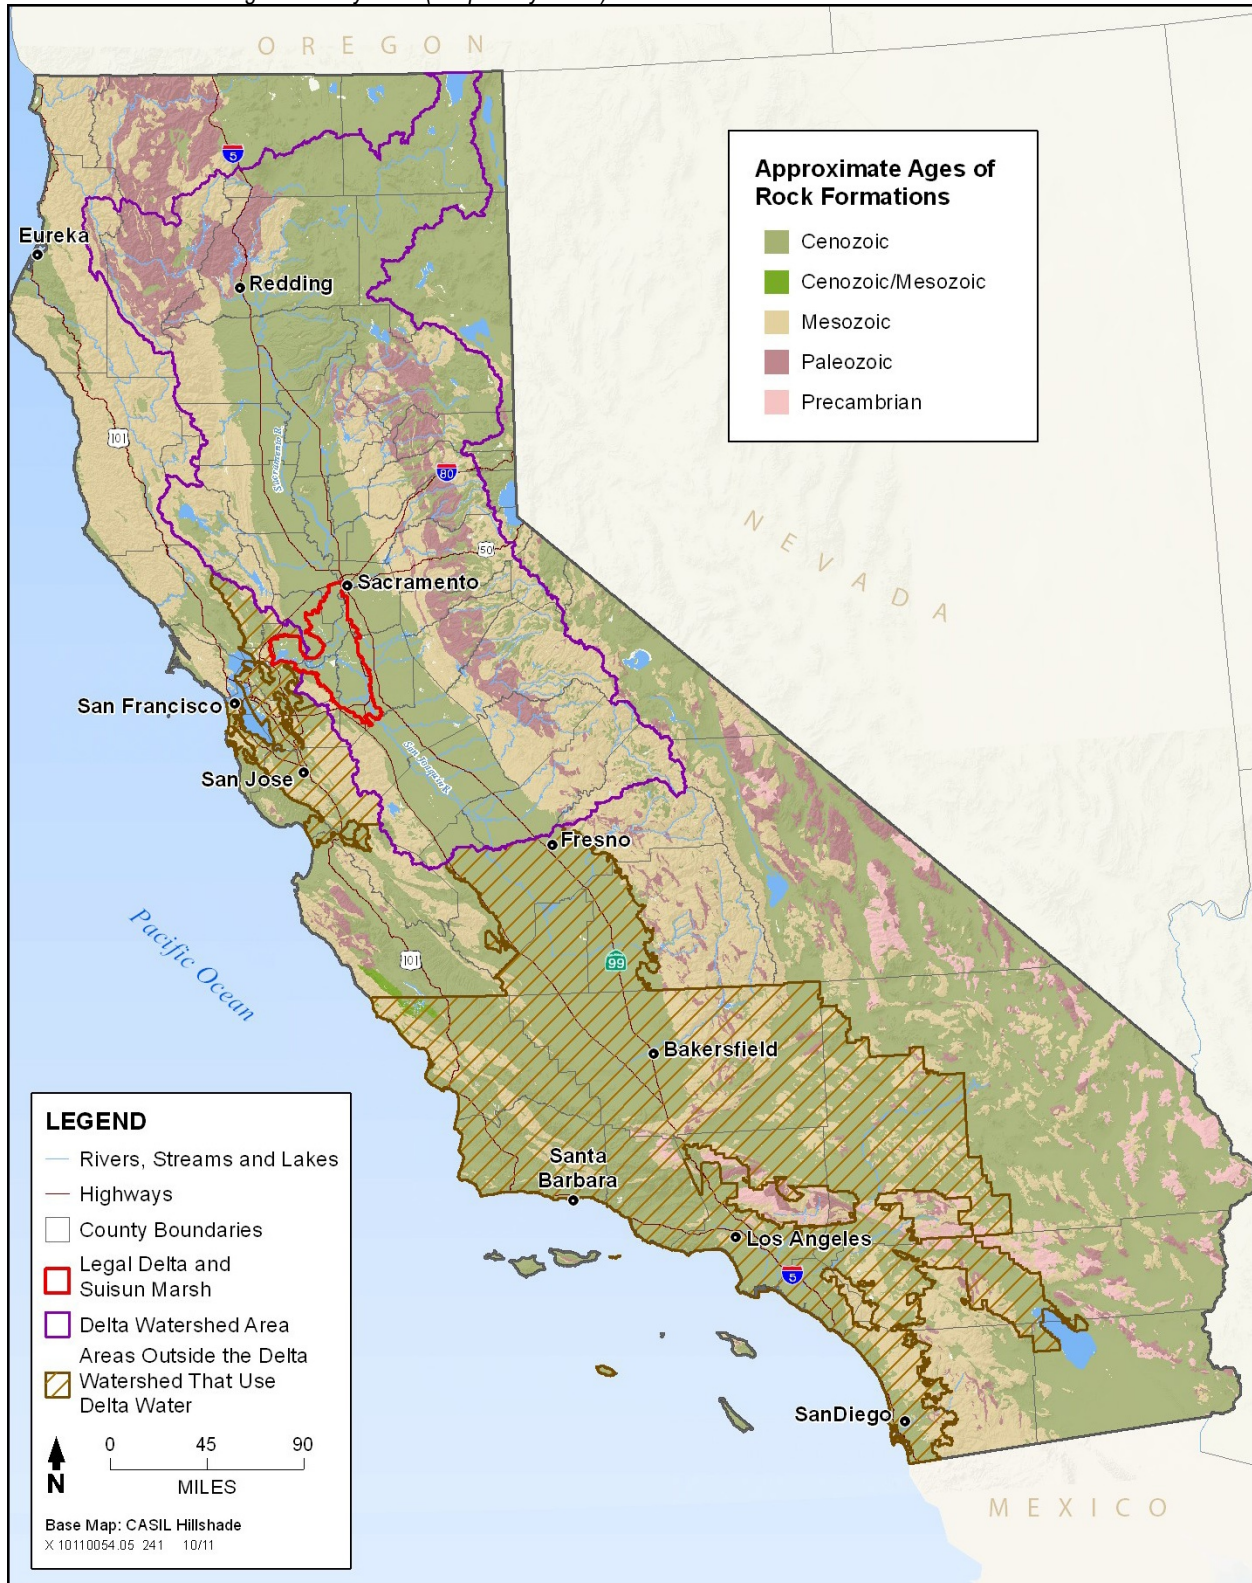 OREGON
5
Eureka
Redding
Approximate Ages of
Rock Formations
Cenozoic
Cenozoic/Mesozoic
Mesozoic
Paleozoic
Precambrian
101
Sacramento R.
80
NEVADA
50
Sacramento
San Francisco
San Jose
San Joaquin R.
Fresno
Pacific Ocean
101
99
Bakersfield
Santa
Barbara
Los Angeles
5
SanDiego
MEXICO
LEGEND
Rivers, Streams and Lakes
Highways
County Boundaries
Legal Delta and
Suisun Marsh
Delta Watershed Area
Areas Outside the Delta
Watershed That Use
Delta Water
N
0 45 90
MILES
Base Map: CASIL Hillshade
X 10110054.05 241 10/11